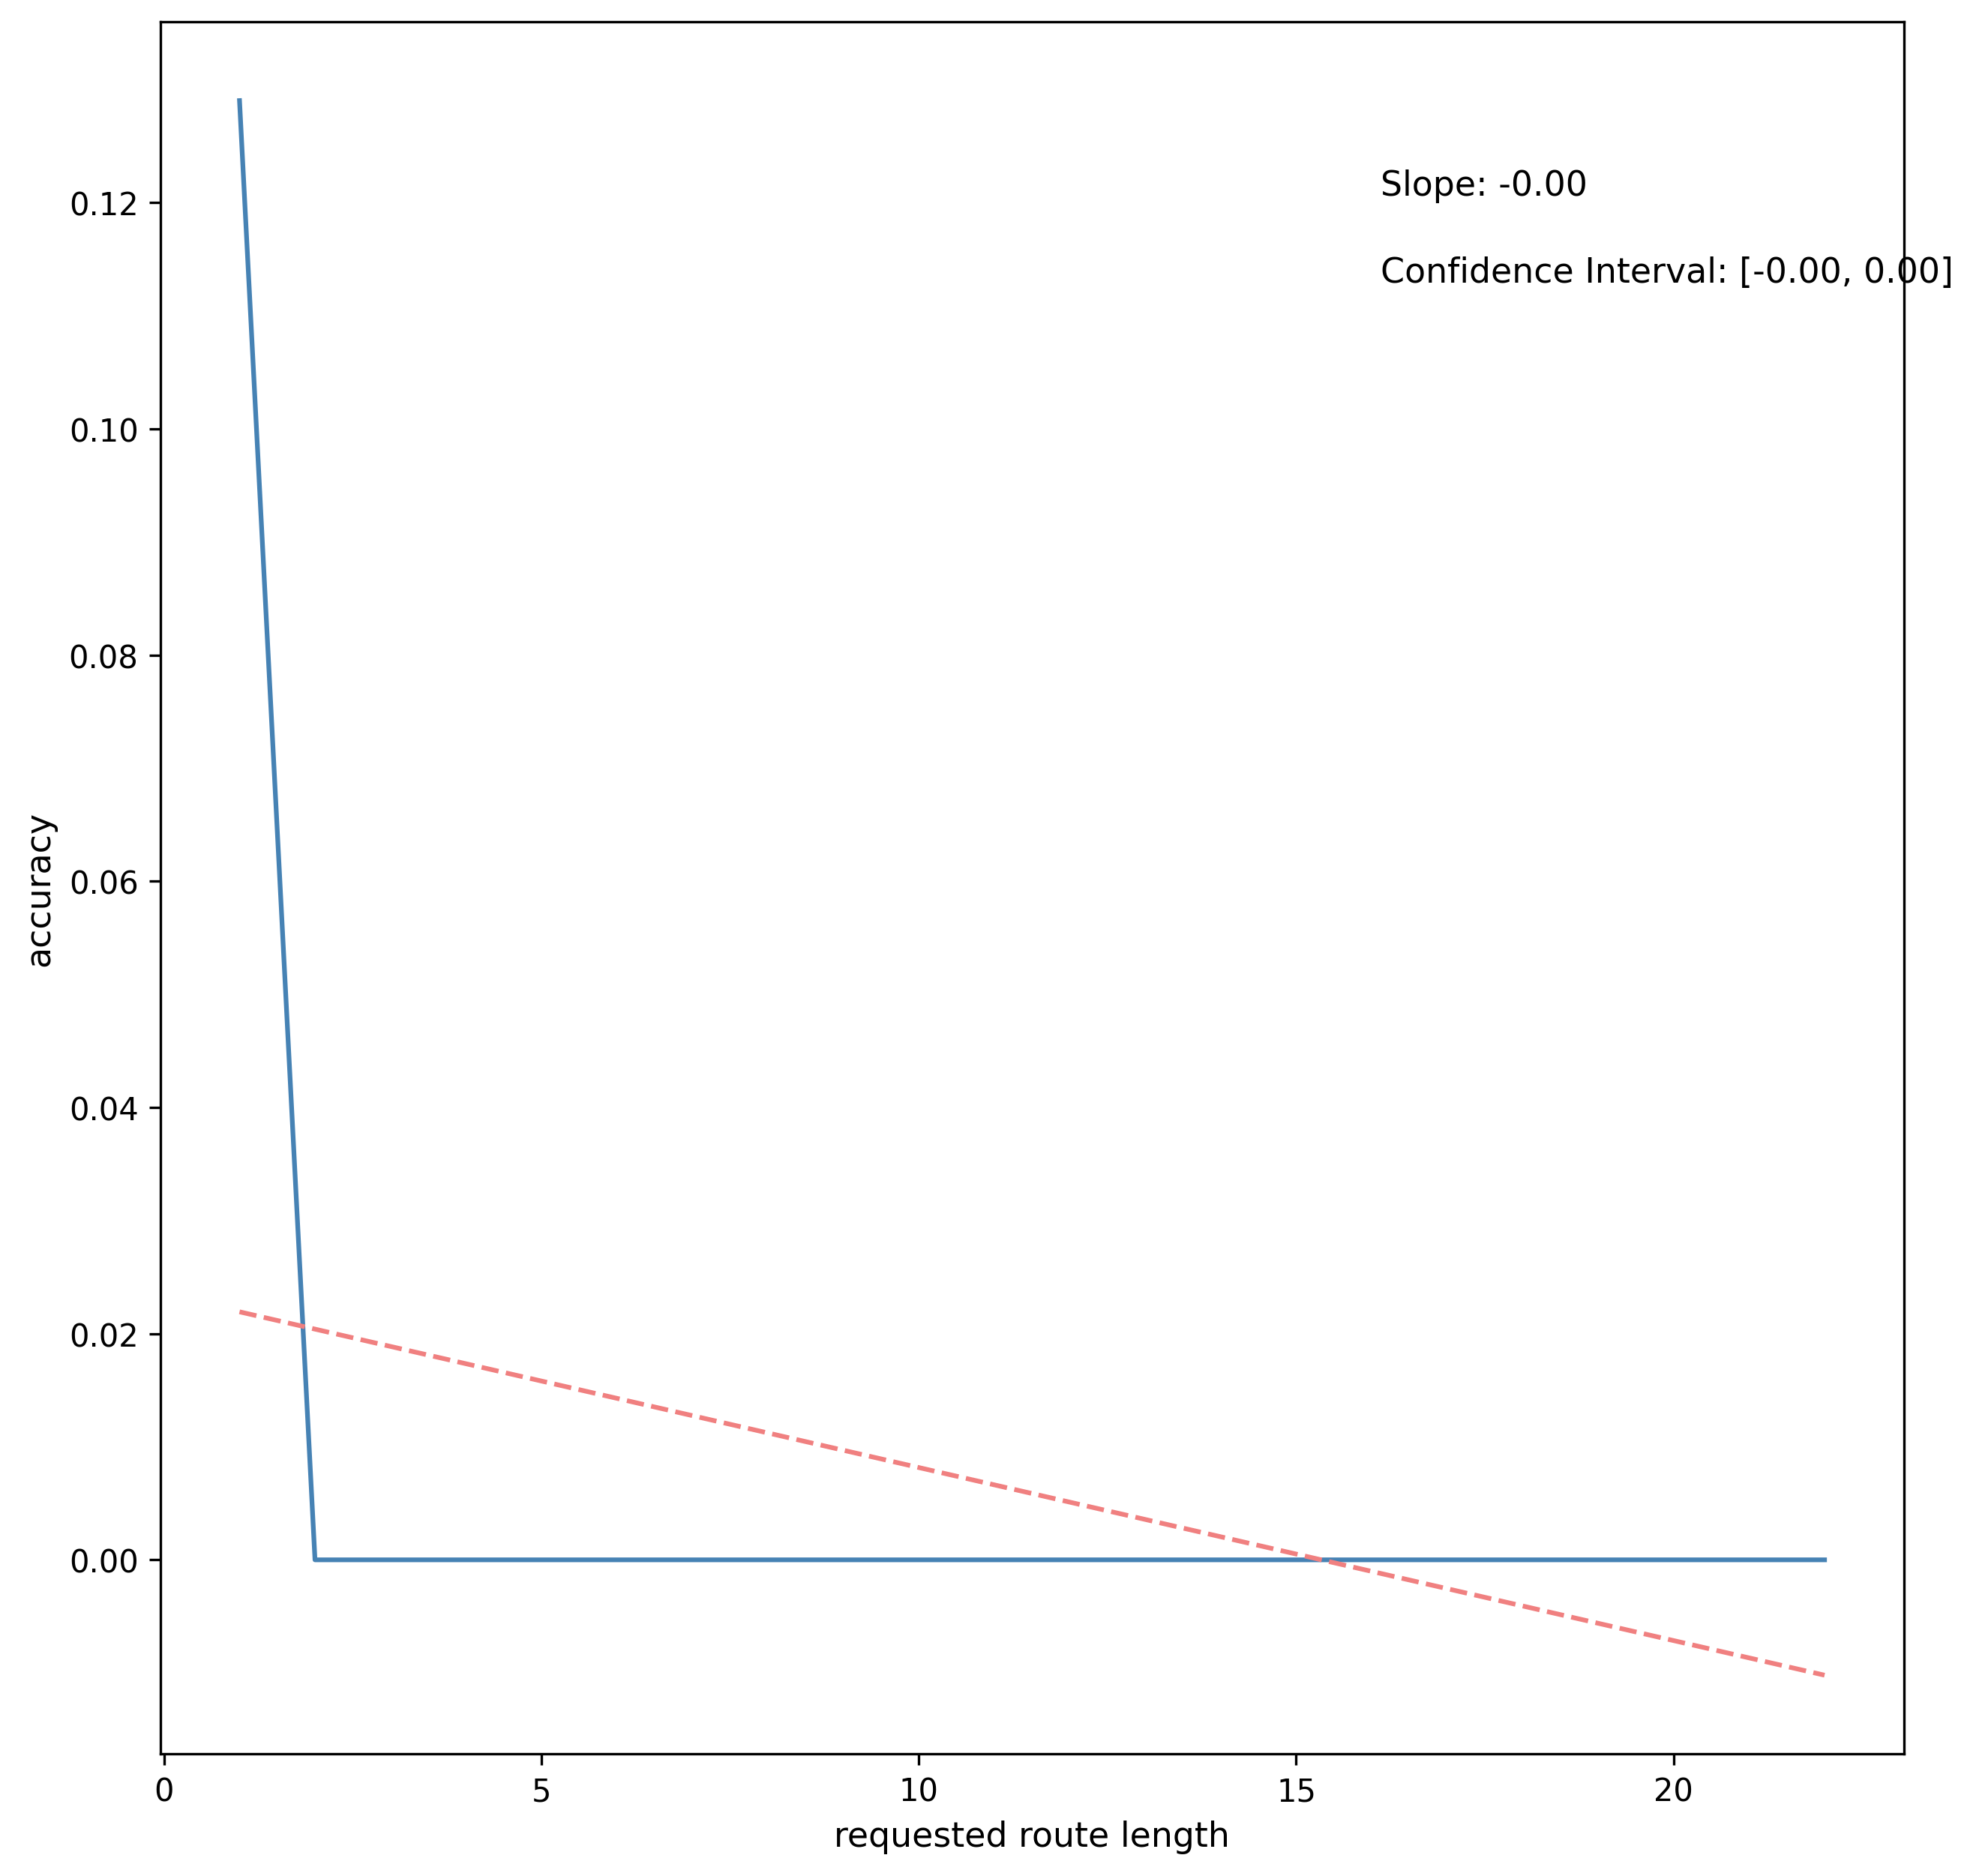 Slope: -0.00
Confidence Interval: [-0.00, 0.00]
0.12
0.10
0.08
0.06
0.04
0.02
0.00
accuracy
0 5 10 15 20
requested route length